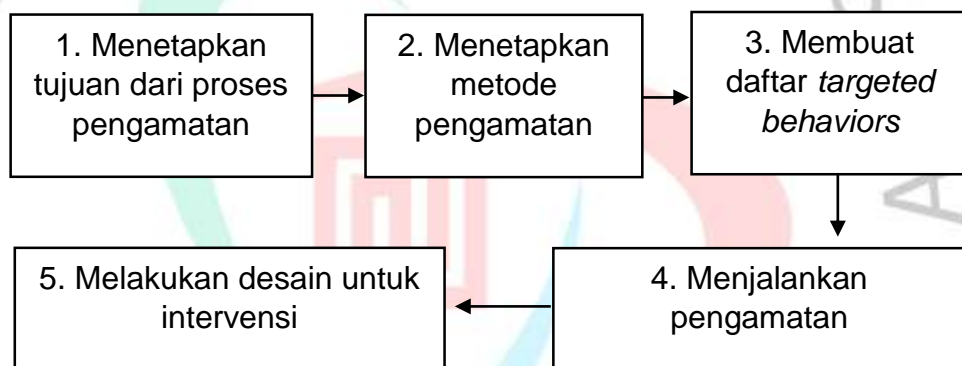 1. Menetapkan
tujuan dari proses
pengamatan
2. Menetapkan
metode
pengamatan
3. Membuat
daftar targeted
behaviors
4. Menjalankan
pengamatan
5. Melakukan desain untuk
intervensi